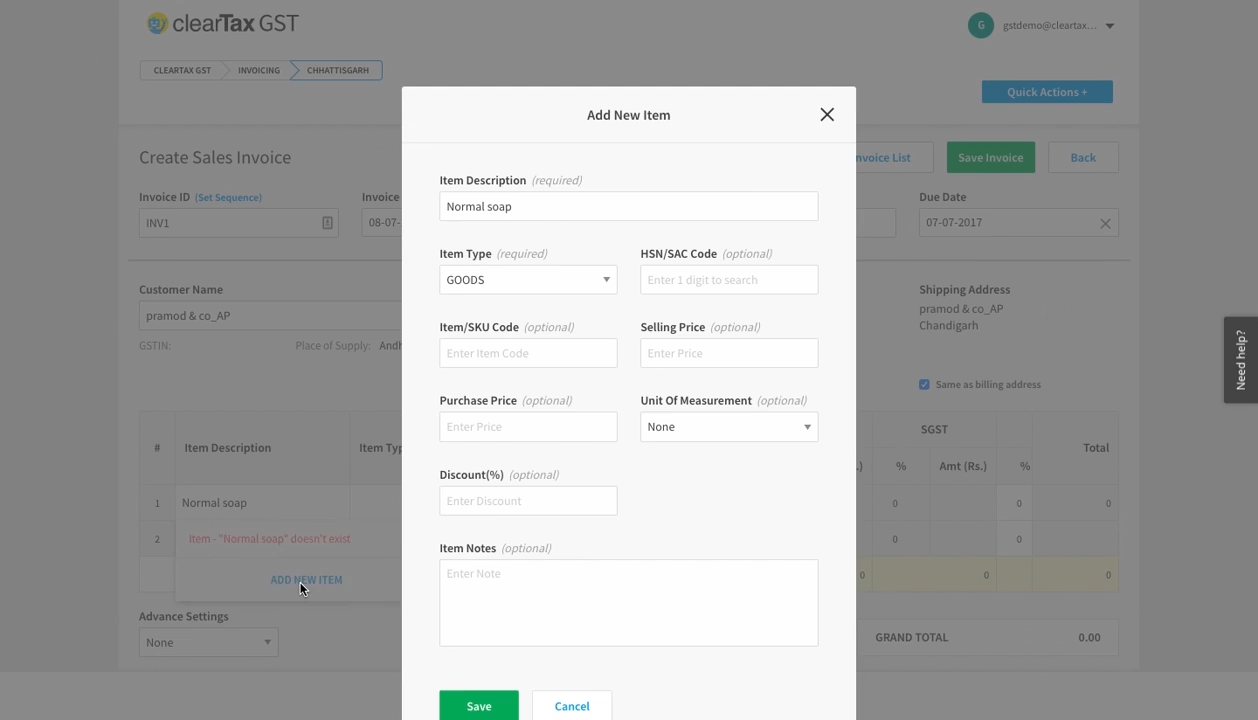 clearTax GST
G gstdemo@cleartax...
CLEARTAX GST INVOICING CHHATTISGARH
Quick Actions +
Add New Item
Create Sales Invoice
nvoice List Save Invoice Back
Invoice ID (Set Sequence) Invoice
INV1 08-07-
Due Date
07-07-2017
Customer Name
pramod & co_AP
GSTIN: Place of Supply: Andh
Shipping Address
pramod & co_AP
Chandigarh
Same as billing address
# Item Description Item Typ
SGST
.) % Amt (Rs.) % Total
1 Normal soap 0 0 0
2 Item - "Normal soap" doesn't exist 0 0 0
ADD NEW ITEM
0 0 0
Advance Settings
None
GRAND TOTAL 0.00
Item Description (required)
Normal soap
Item Type (required) HSN/SAC Code (optional)
GOODS Enter 1 digit to search
Item/SKU Code (optional) Selling Price (optional)
Enter Item Code Enter Price
Purchase Price (optional) Unit Of Measurement (optional)
Enter Price None
Discount(%) (optional)
Enter Discount
Item Notes (optional)
Enter Note
Save Cancel
Need help?